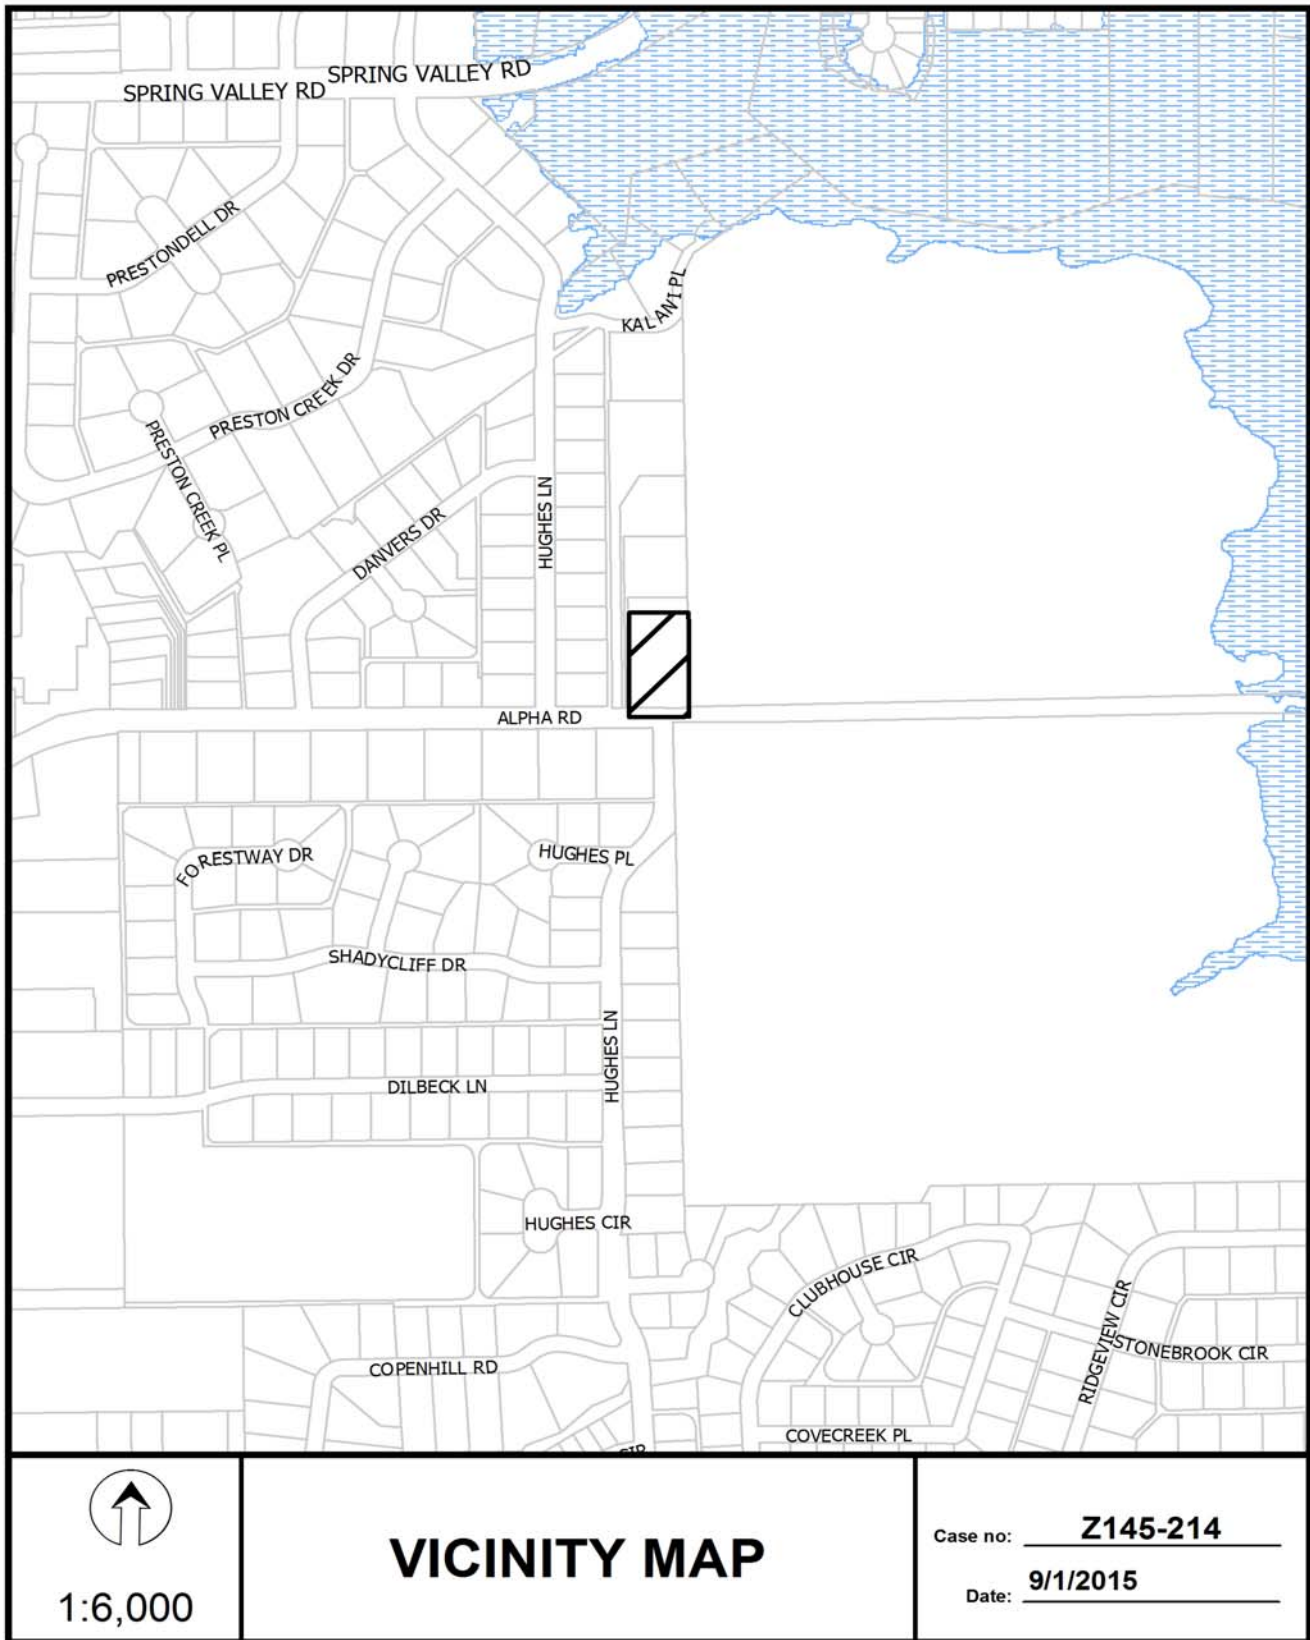 SPRING VALLEY RD
SPRING VALLEY RD
PRESTONDELL DR
KALANI PL
PRESTON CREEK DR
PRESTON CREEK PL
HUGHES LN
DANVERS DR
ALPHA RD
FORESTWAY DR
HUGHES PL
SHADYCLIFF DR
HUGHES LN
DILBECK LN
HUGHES CIR
CLUBHOUSE CIR
RIDGEVIEW CIR
STONEBROOK CIR
COPENHILL RD
COVECREEK PL
CIR
1:6,000
VICINITY MAP
Case no: Z145-214
Date: 9/1/2015